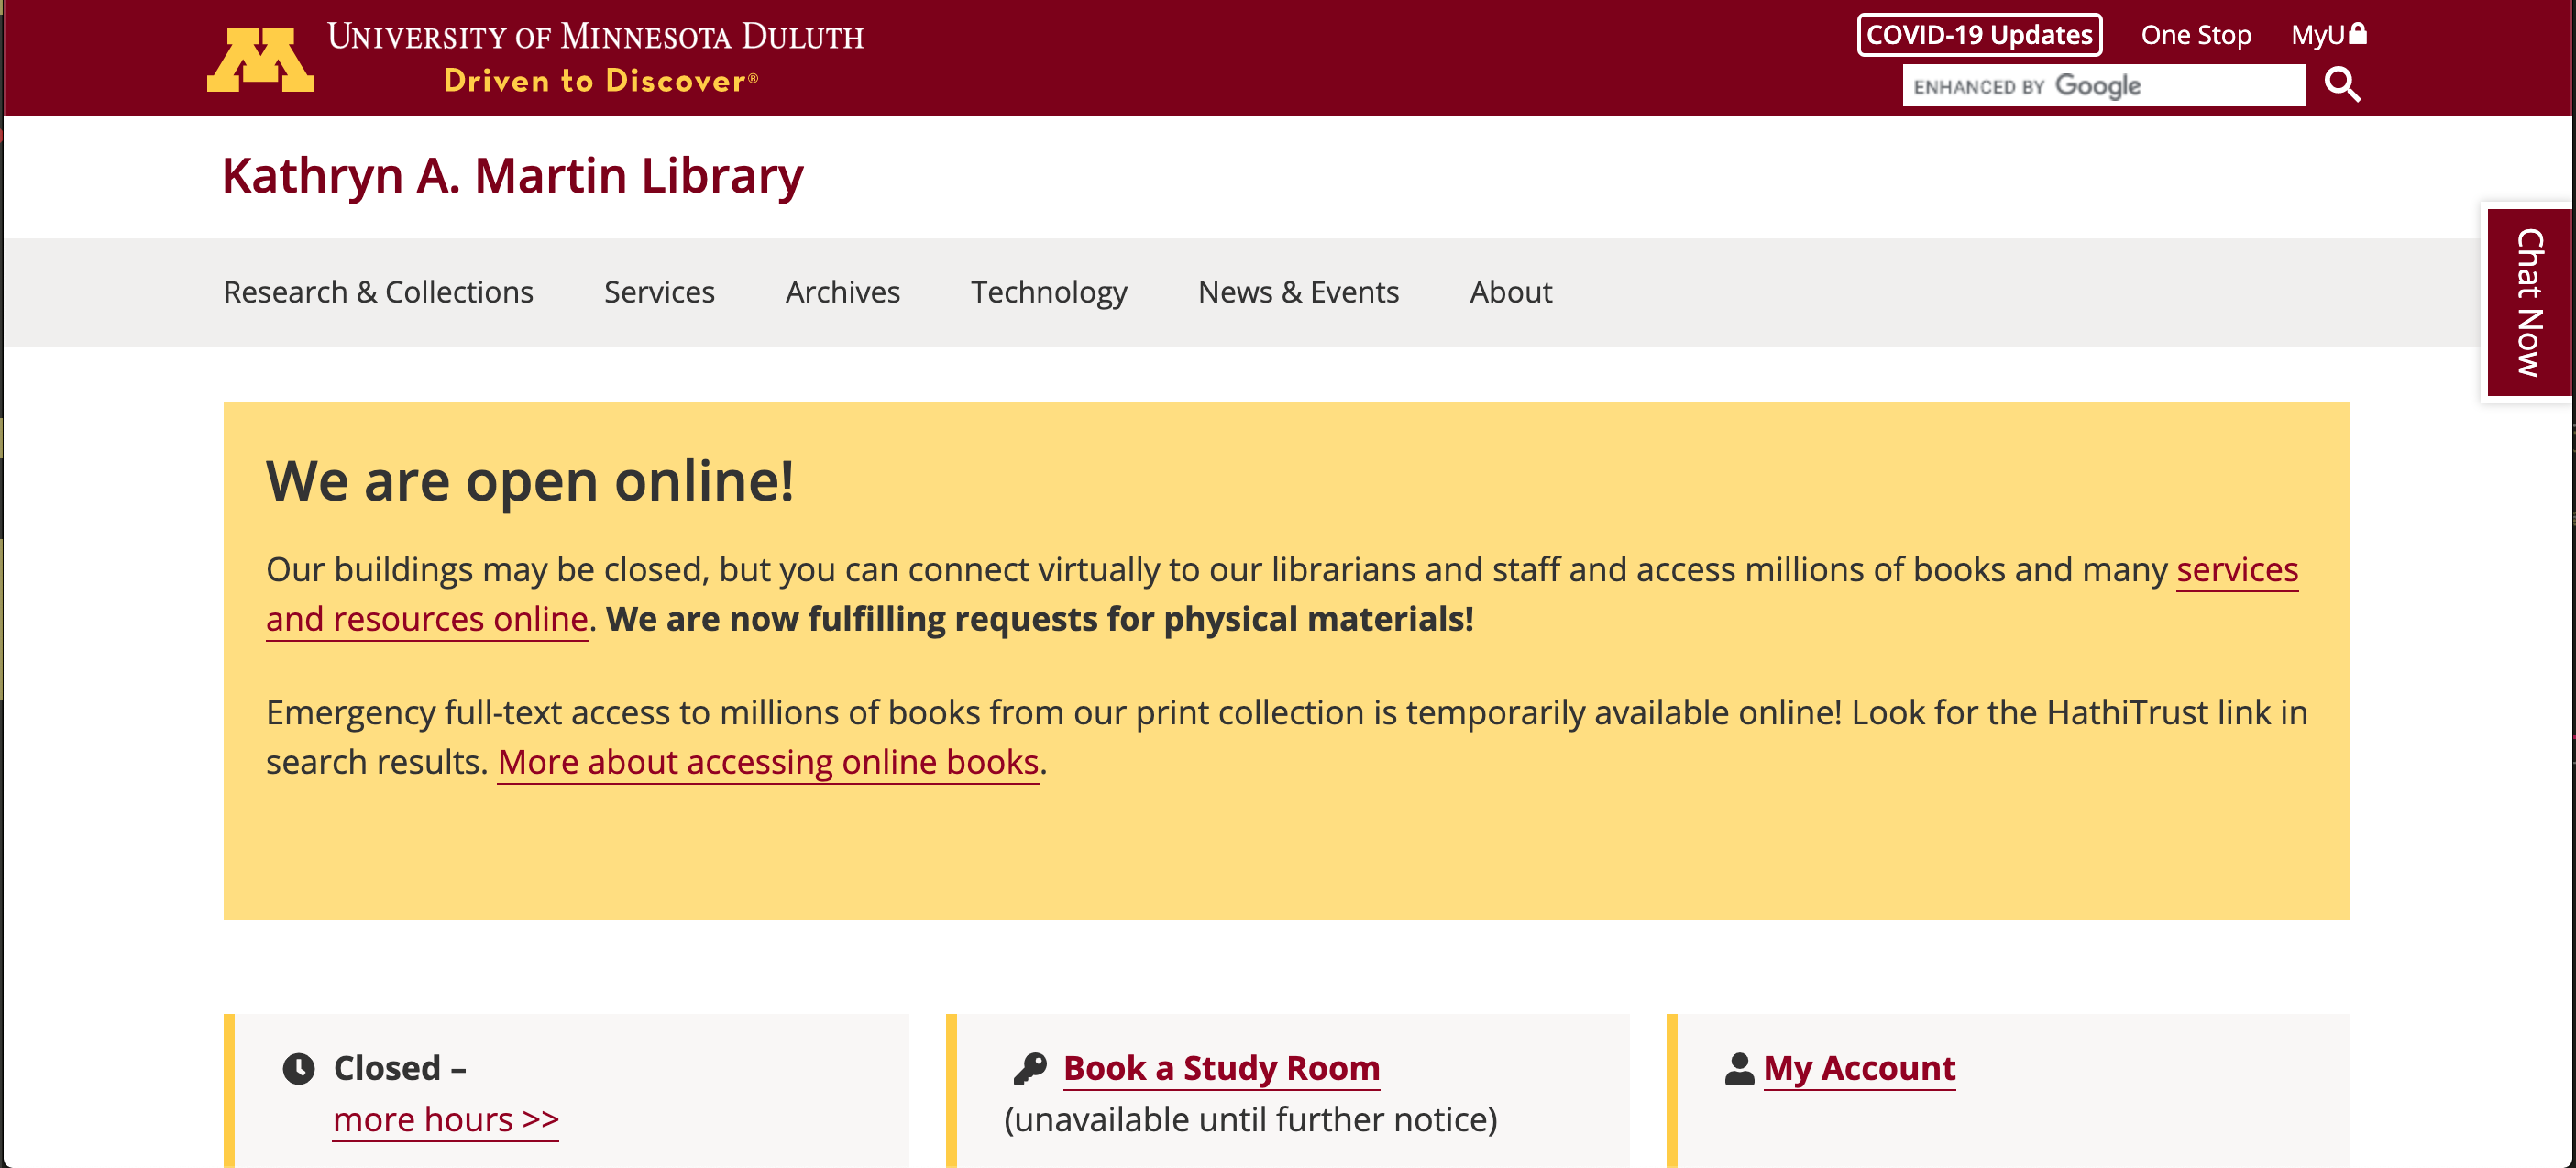 UNIVERSITY OF MINNESOTA DULUTH
Driven to Discover®
COVID-19 Updates
One Stop
MyU
ENHANCED BY Google
Kathryn A. Martin Library
Research & Collections
Services
Archives
Technology
News & Events
About
Chat Now
We are open online!
Our buildings may be closed, but you can connect virtually to our librarians and staff and access millions of books and many services
and resources online. We are now fulfilling requests for physical materials!
Emergency full-text access to millions of books from our print collection is temporarily available online! Look for the HathiTrust link in
search results. More about accessing online books.
Closed –
more hours >>
Book a Study Room
(unavailable until further notice)
My Account